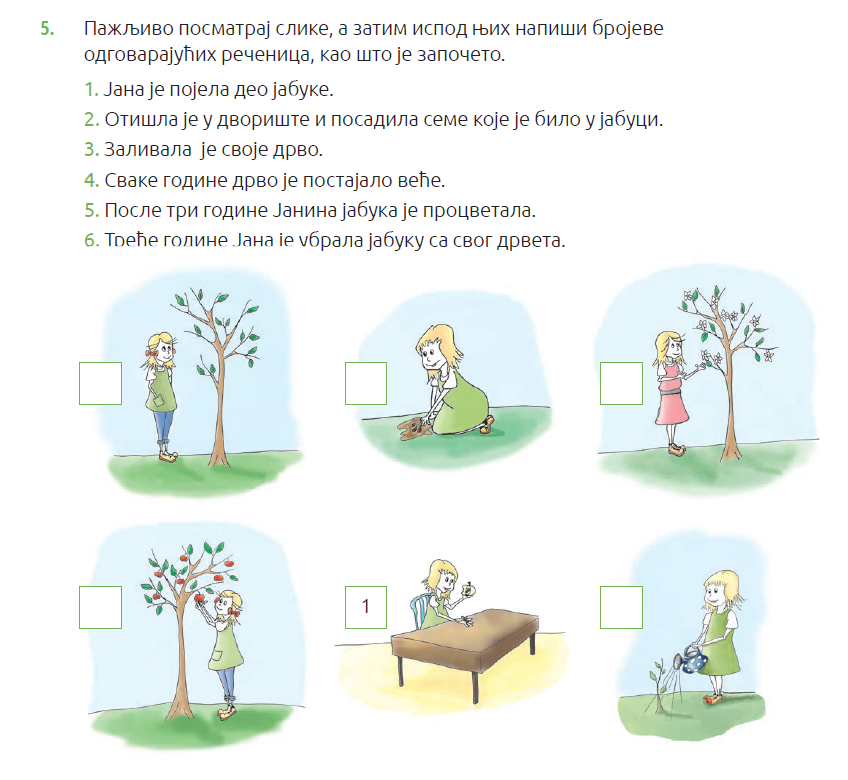 5. Пажљиво посматрај слике, а затим испод њих напиши бројеве
одговарајућих реченица, као што је започето.
1. Јана је појела део јабуке.
2. Отишла је у двориште и посадила семе које је било у јабуци.
3. Заливала је своје дрво.
4. Сваке године дрво је постајало веће.
5. После три године Јанина јабука је процветала.
6. Треће године Јана је убрала јабуку са свог дрвета.
1